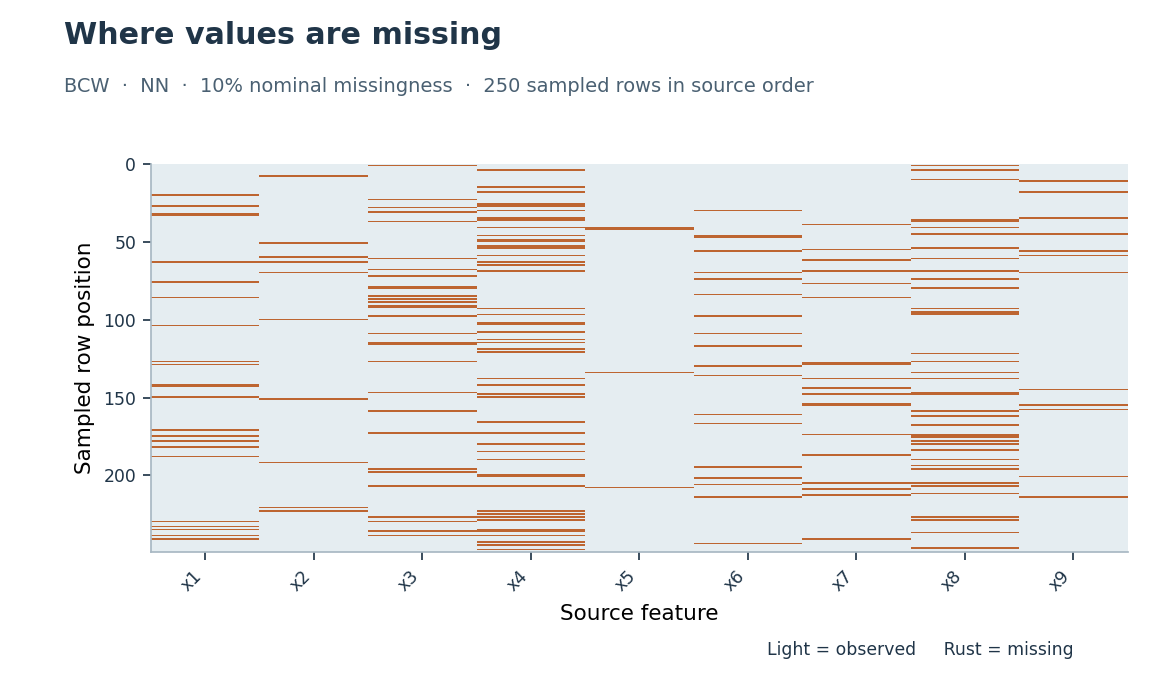 Where values are missing
BCW · NN · 10% nominal missingness · 250 sampled rows in source order
Sampled row position
0
50
100
150
200
x1
x2
x3
x4
x5
x6
x7
x8
x9
Source feature
Light = observed Rust = missing